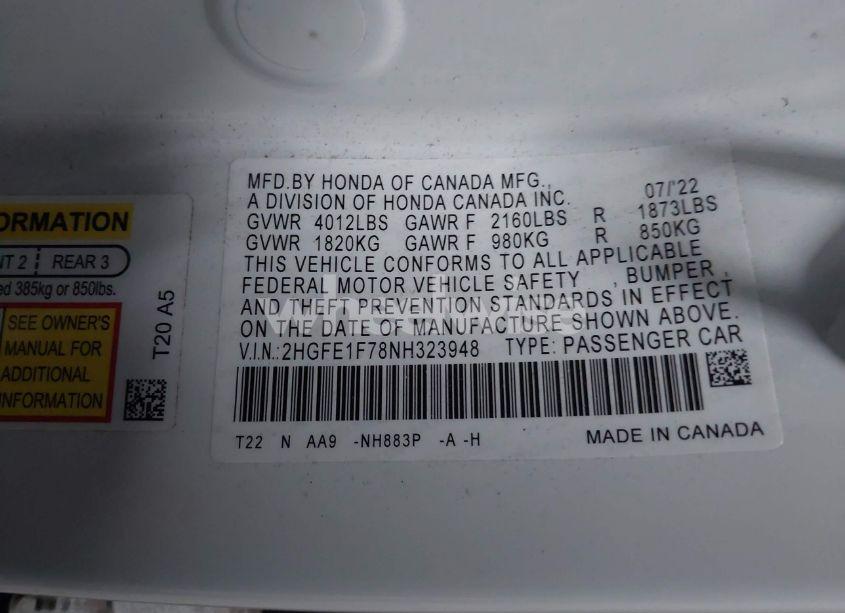 ORMATION
NT 2 REAR 3
ed 385kg or 850lbs.
SEE OWNER'S
MANUAL FOR
ADDITIONAL
INFORMATION
T20 A5
MFD.BY HONDA OF CANADA MFG., 07/'22
A DIVISION OF HONDA CANADA INC.
GVWR 4012LBS GAWR F 2160LBS R 1873LBS
GVWR 1820KG GAWR F 980KG R 850KG
THIS VEHICLE CONFORMS TO ALL APPLICABLE
FEDERAL MOTOR VEHICLE SAFETY , BUMPER ,
AND THEFT PREVENTION STANDARDS IN EFFECT
ON THE DATE OF MANUFACTURE SHOWN ABOVE.
V.I.N.: 2HGFE1F78NH323948 TYPE: PASSENGER CAR
T22 N AA9 -NH883P -A -H MADE IN CANADA